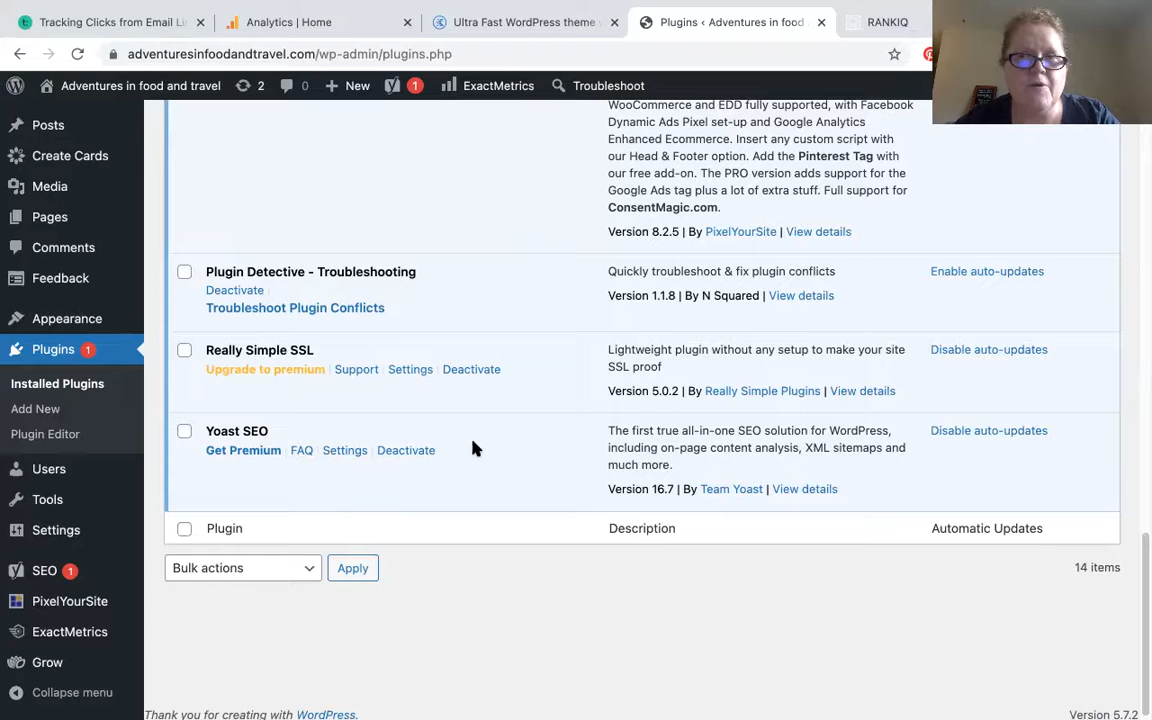 Tracking Clicks from Email Li
Analytics | Home
Ultra Fast WordPress theme
Plugins ‹ Adventures in food
RANKIQ
adventuresinfoodandtravel.com/wp-admin/plugins.php
Adventures in food and travel
2
0
New
1
ExactMetrics
Troubleshoot
Posts
Create Cards
Media
Pages
Comments
Feedback
Appearance
Plugins 1
Installed Plugins
Add New
Plugin Editor
Users
Tools
Settings
SEO 1
PixelYourSite
ExactMetrics
Grow
Collapse menu
WooCommerce and EDD fully supported, with Facebook
Dynamic Ads Pixel set-up and Google Analytics
Enhanced Ecommerce. Insert any custom script with
our Head & Footer option. Add the Pinterest Tag with
our free add-on. The PRO version adds support for the
Google Ads tag plus a lot of extra stuff. Full support for
ConsentMagic.com.
Version 8.2.5 | By PixelYourSite | View details
Plugin Detective - Troubleshooting
Deactivate |
Troubleshoot Plugin Conflicts
Quickly troubleshoot & fix plugin conflicts
Version 1.1.8 | By N Squared | View details
Enable auto-updates
Really Simple SSL
Upgrade to premium | Support | Settings | Deactivate
Lightweight plugin without any setup to make your site
SSL proof
Version 5.0.2 | By Really Simple Plugins | View details
Disable auto-updates
Yoast SEO
Get Premium | FAQ | Settings | Deactivate
The first true all-in-one SEO solution for WordPress,
including on-page content analysis, XML sitemaps and
much more.
Version 16.7 | By Team Yoast | View details
Disable auto-updates
Plugin
Description
Automatic Updates
Bulk actions
Apply
14 items
Thank you for creating with WordPress.
Version 5.7.2